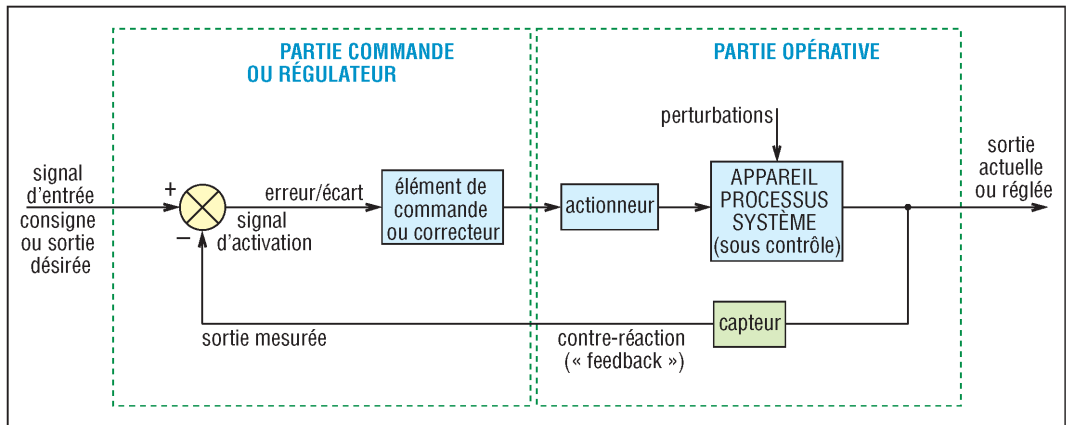 PARTIE COMMANDE
OU RÉGULATEUR
PARTIE OPÉRATIVE
perturbations
signal
d'entrée
consigne
ou sortie
désirée
+
−
erreur/écart
signal
d'activation
élément de
commande
ou correcteur
actionneur
APPAREIL
PROCESSUS
SYSTÈME
(sous contrôle)
sortie
actuelle
ou réglée
sortie mesurée
contre-réaction
(« feedback »)
capteur